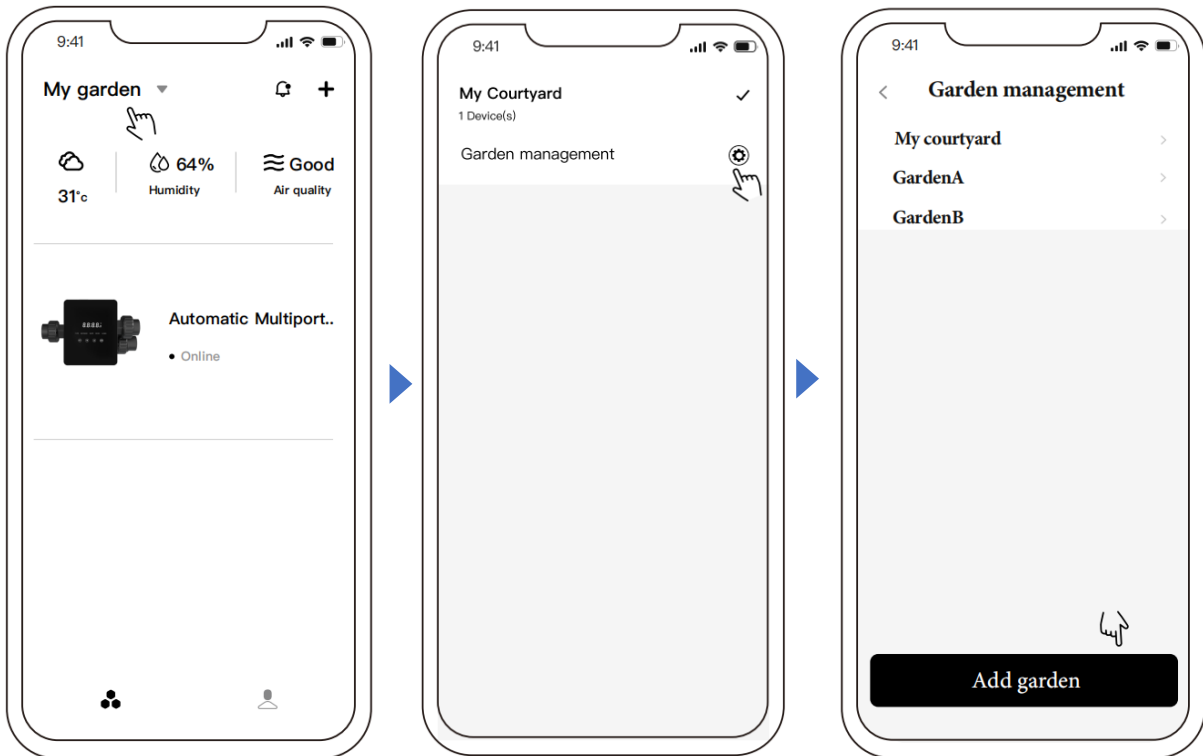 9:41
My garden
31°c
64%
Humidity
Good
Air quality
Automatic Multiport..
Online
9:41
My Courtyard
1 Device(s)
Garden management
9:41
Garden management
My courtyard
GardenA
GardenB
Add garden